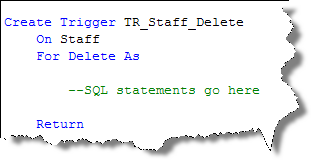 Create Trigger TR_Staff_Delete
On Staff
For Delete As
--SQL statements go here
Return